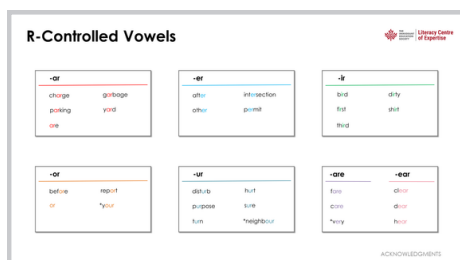 R-Controlled Vowels
Literacy Centre
of Expertise
-ar
charge garbage
parking yard
are
-er
after intersection
other permit
-ir
bird dirty
first shirt
third
-or
before report
or *your
-ur
disturb hurt
purpose sure
turn *neighbour
-are -ear
fare clear
care dear
*very hear
ACKNOWLEDGMENTS